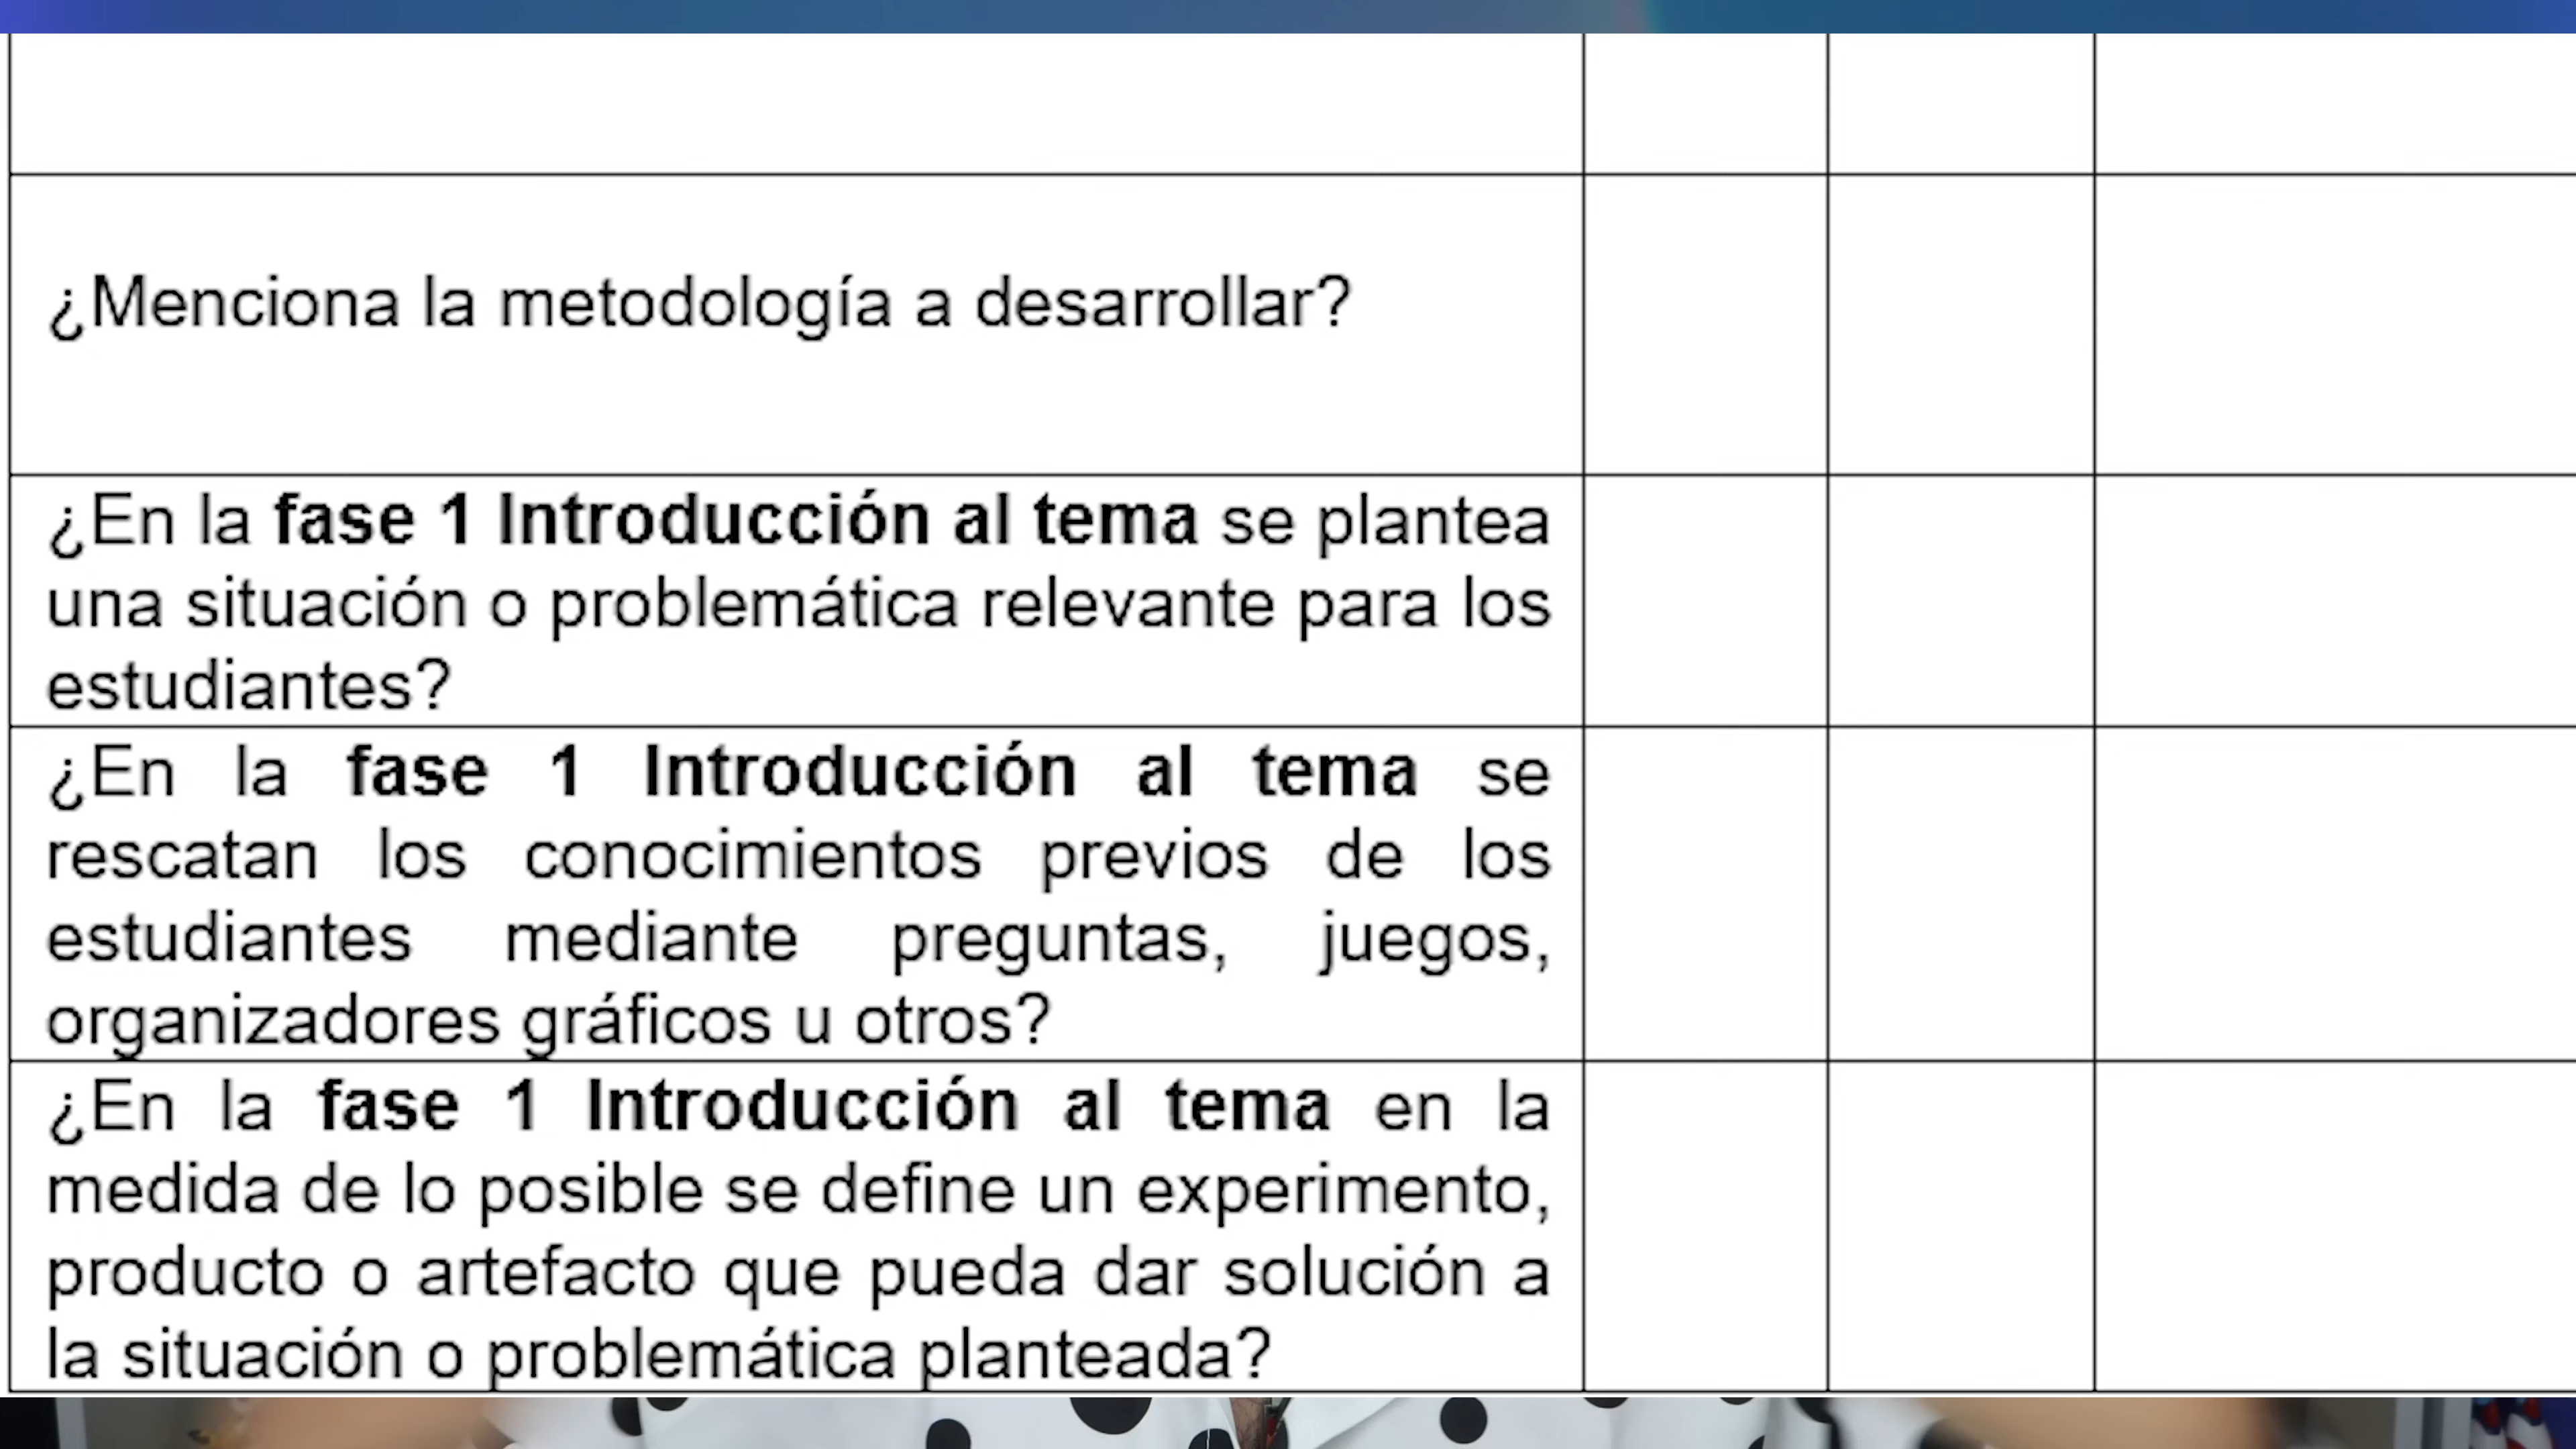 ¿Menciona la metodología a desarrollar?
¿En la fase 1 Introducción al tema se plantea
una situación o problemática relevante para los
estudiantes?
¿En la fase 1 Introducción al tema se
rescatan los conocimientos previos de los
estudiantes mediante preguntas, juegos,
organizadores gráficos u otros?
¿En la fase 1 Introducción al tema en la
medida de lo posible se define un experimento,
producto o artefacto que pueda dar solución a
la situación o problemática planteada?